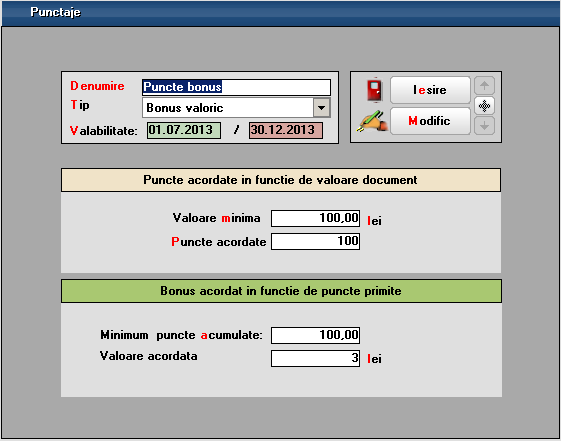 Punctaje
Denumire Puncte bonus
Tip Bonus valoric
Valabilitate: 01.07.2013 / 30.12.2013
Iesire
Modific
Puncte acordate in functie de valoare document
Valoare minima 100,00 lei
Puncte acordate 100
Bonus acordat in functie de puncte primite
Minimum puncte acumulate: 100,00
Valoare acordata 3 lei